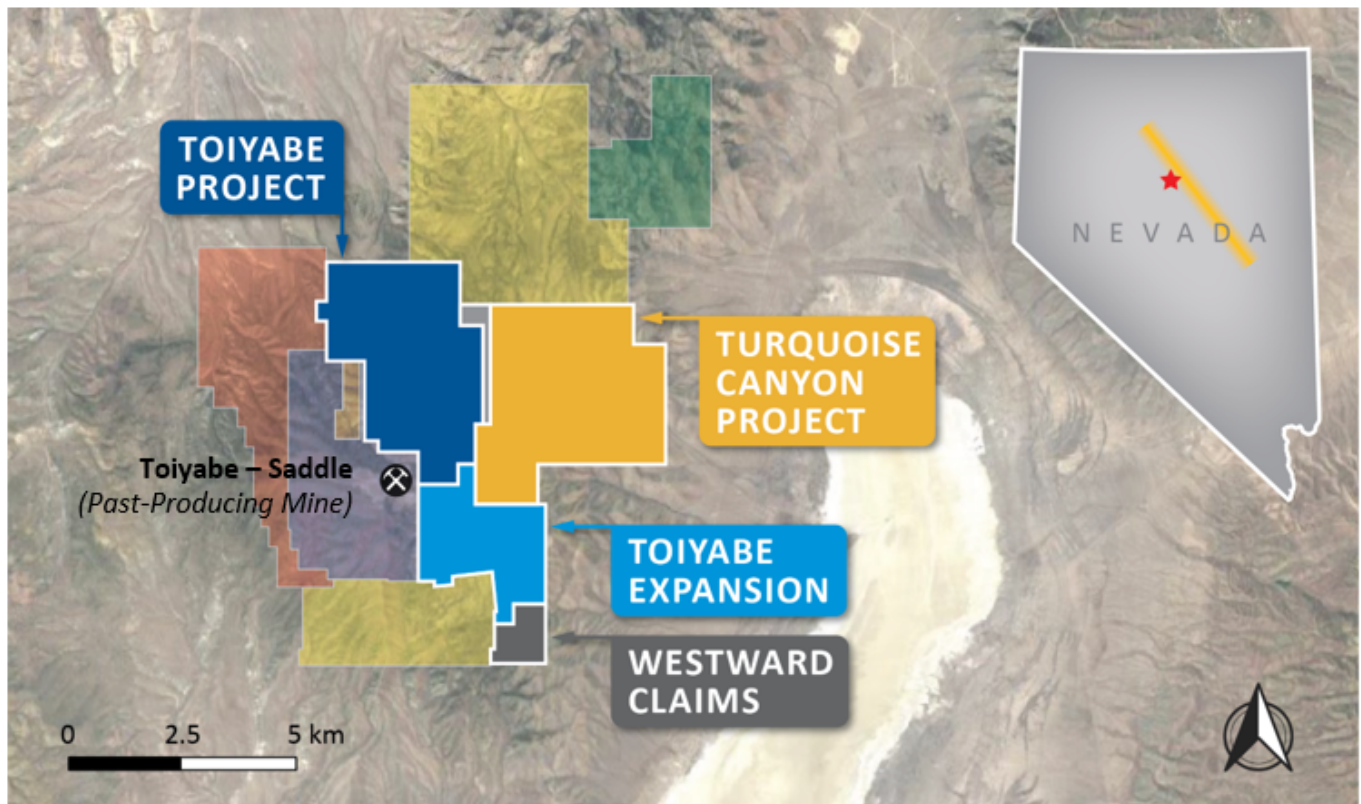 TOIYABE
PROJECT
NEVADA
TURQUOISE
CANYON
PROJECT
Toiyabe – Saddle
(Past-Producing Mine)
TOIYABE
EXPANSION
WESTWARD
CLAIMS
0 2.5 5 km